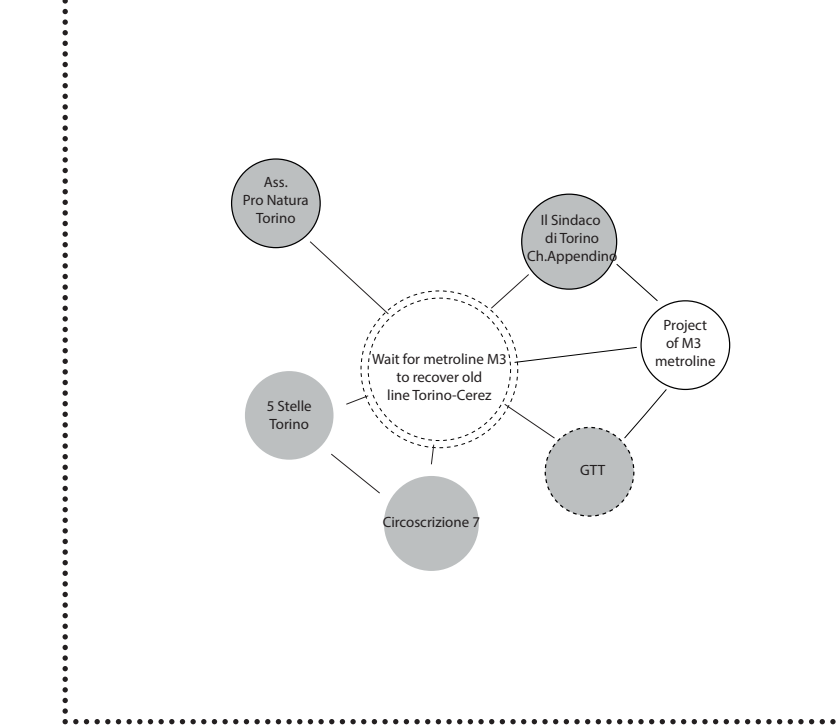 Ass.
Pro Natura
Torino
Il Sindaco
di Torino
Ch.Appendino
Project
of M3
metroline
Wait for metroline M3
to recover old
line Torino-Cerez
5 Stelle
Torino
GTT
Circoscrizione 7